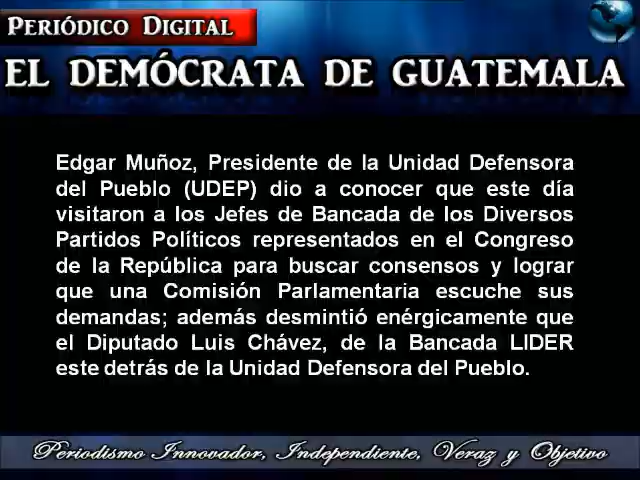 PERIÓDICO DIGITAL
EL DEMÓCRATA DE GUATEMALA
Edgar Muñoz, Presidente de la Unidad Defensora
del Pueblo (UDEP) dio a conocer que este día
visitaron a los Jefes de Bancada de los Diversos
Partidos Políticos representados en el Congreso
de la República para buscar consensos y lograr
que una Comisión Parlamentaria escuche sus
demandas; además desmintió enérgicamente que
el Diputado Luis Chávez, de la Bancada LIDER
este detrás de la Unidad Defensora del Pueblo.
Periodismo Innovador, Independiente, Veraz y Objetivo